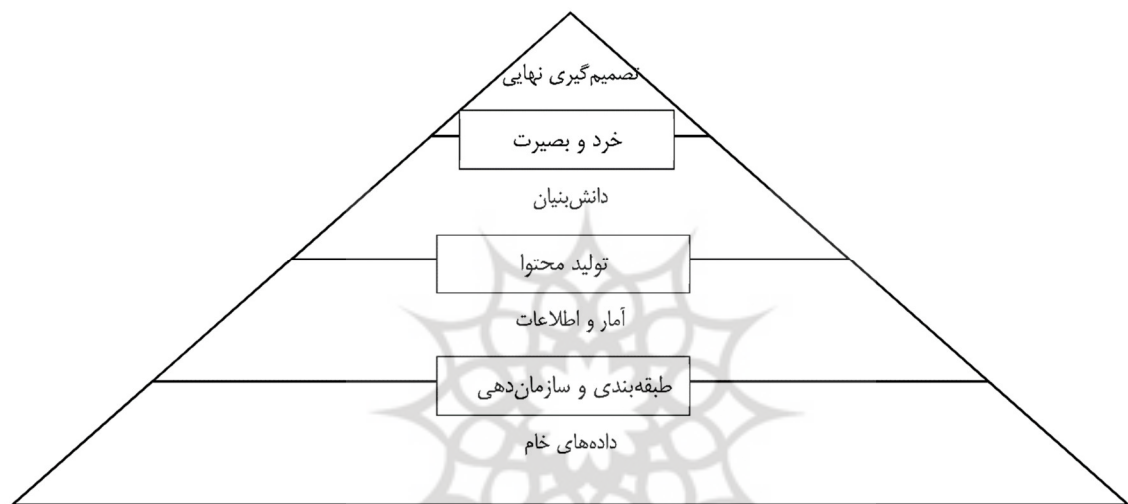 تصمیم‌گیری نهایی
خرد و بصیرت
دانش‌بنیان
تولید محتوا
آمار و اطلاعات
طبقه‌بندی و سازمان‌دهی
داده‌های خام